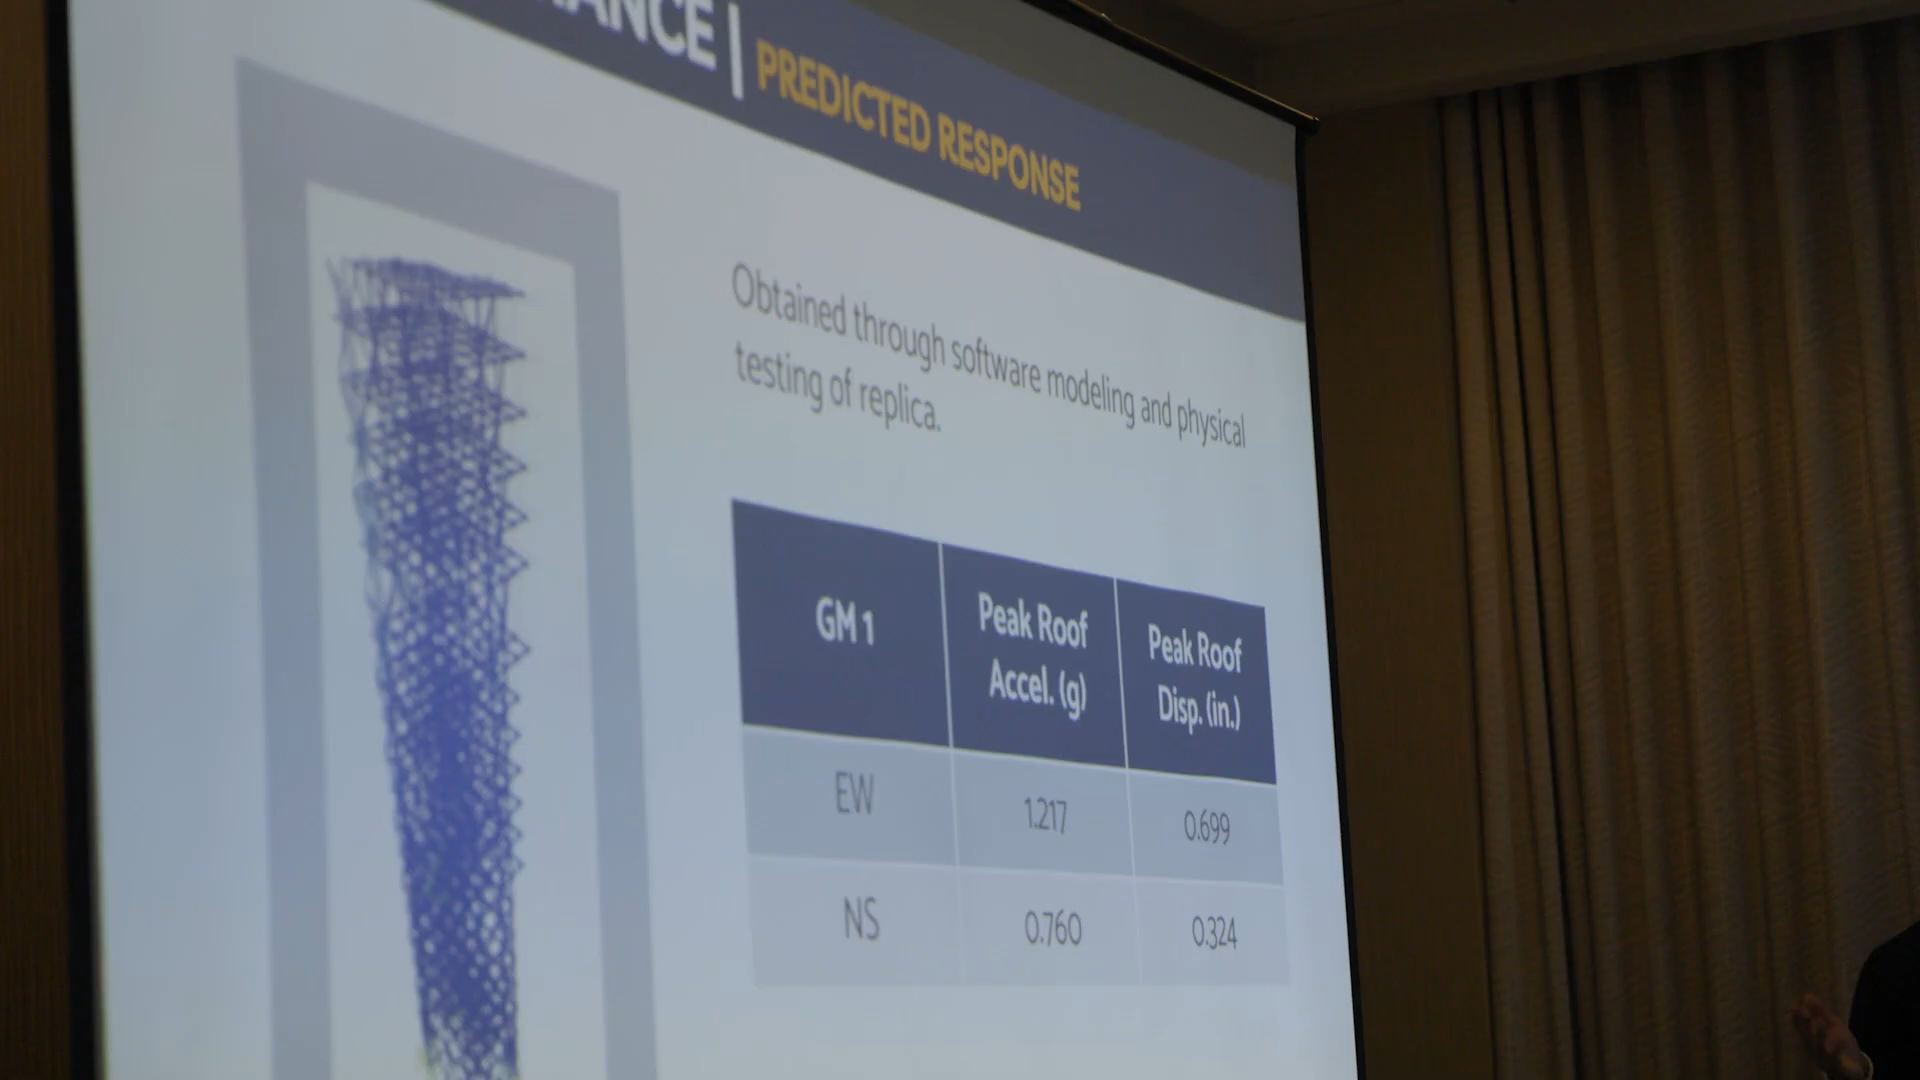 PREDICTED RESPONSE
Obtained through software modeling and physical
testing of replica.
GM 1
Peak Roof
Accel. (g)
Peak Roof
Disp. (in.)
EW
1.217
0.699
NS
0.760
0.324